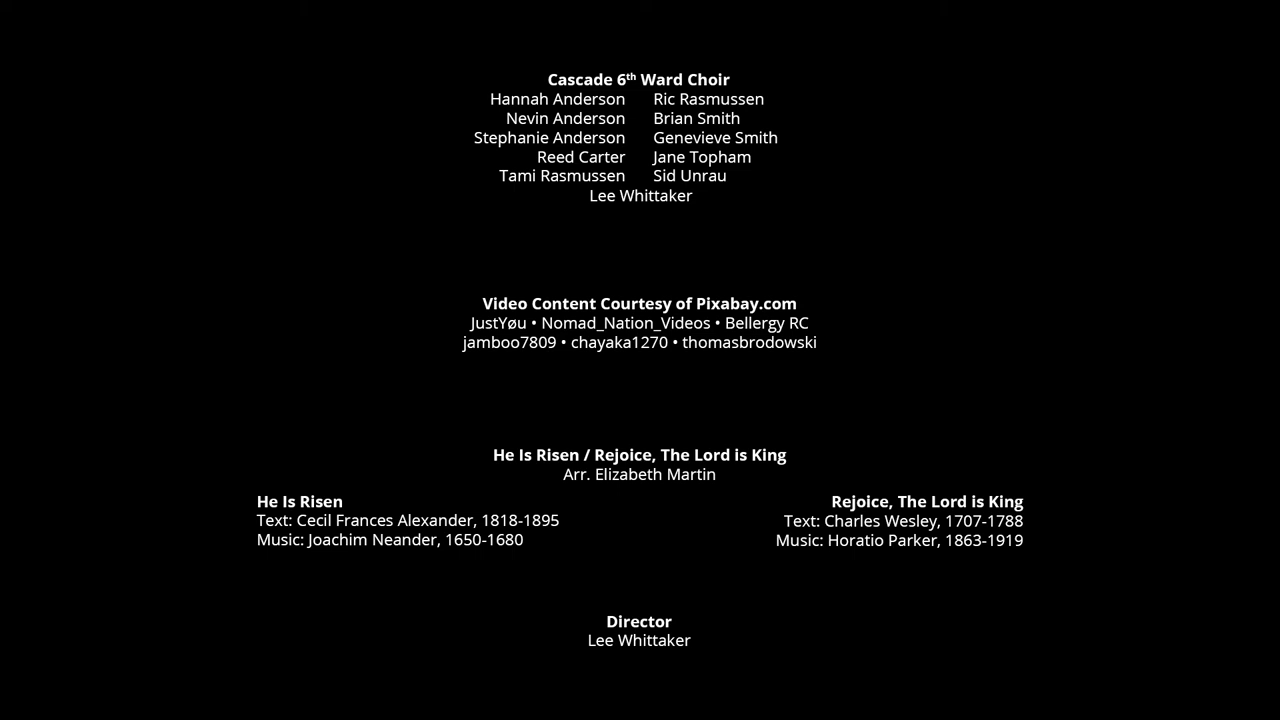 Cascade 6th Ward Choir
Hannah Anderson Ric Rasmussen
Nevin Anderson Brian Smith
Stephanie Anderson Genevieve Smith
Reed Carter Jane Topham
Tami Rasmussen Sid Unrau
Lee Whittaker
Video Content Courtesy of Pixabay.com
JustYøu • Nomad_Nation_Videos • Bellergy RC
jamboo7809 • chayaka1270 • thomasbrodowski
He Is Risen / Rejoice, The Lord is King
Arr. Elizabeth Martin
He Is Risen
Text: Cecil Frances Alexander, 1818-1895
Music: Joachim Neander, 1650-1680
Rejoice, The Lord is King
Text: Charles Wesley, 1707-1788
Music: Horatio Parker, 1863-1919
Director
Lee Whittaker